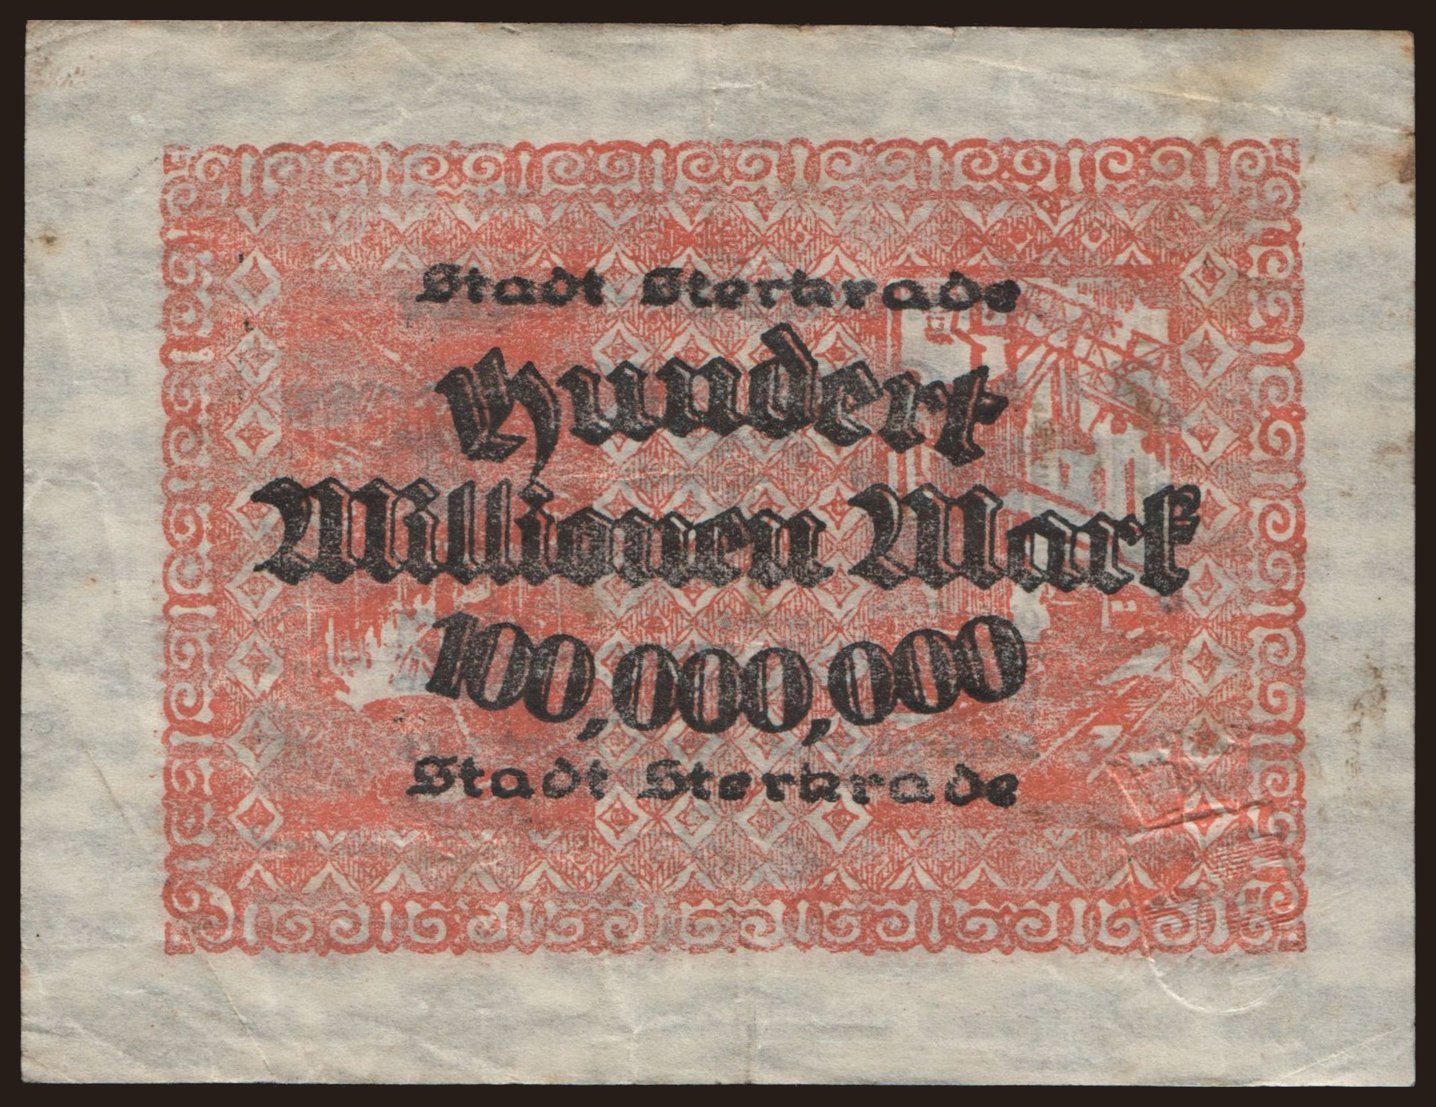 Stadt Sterkrade
Hundert
Millionen Mark
100,000,000
Stadt Sterkrade